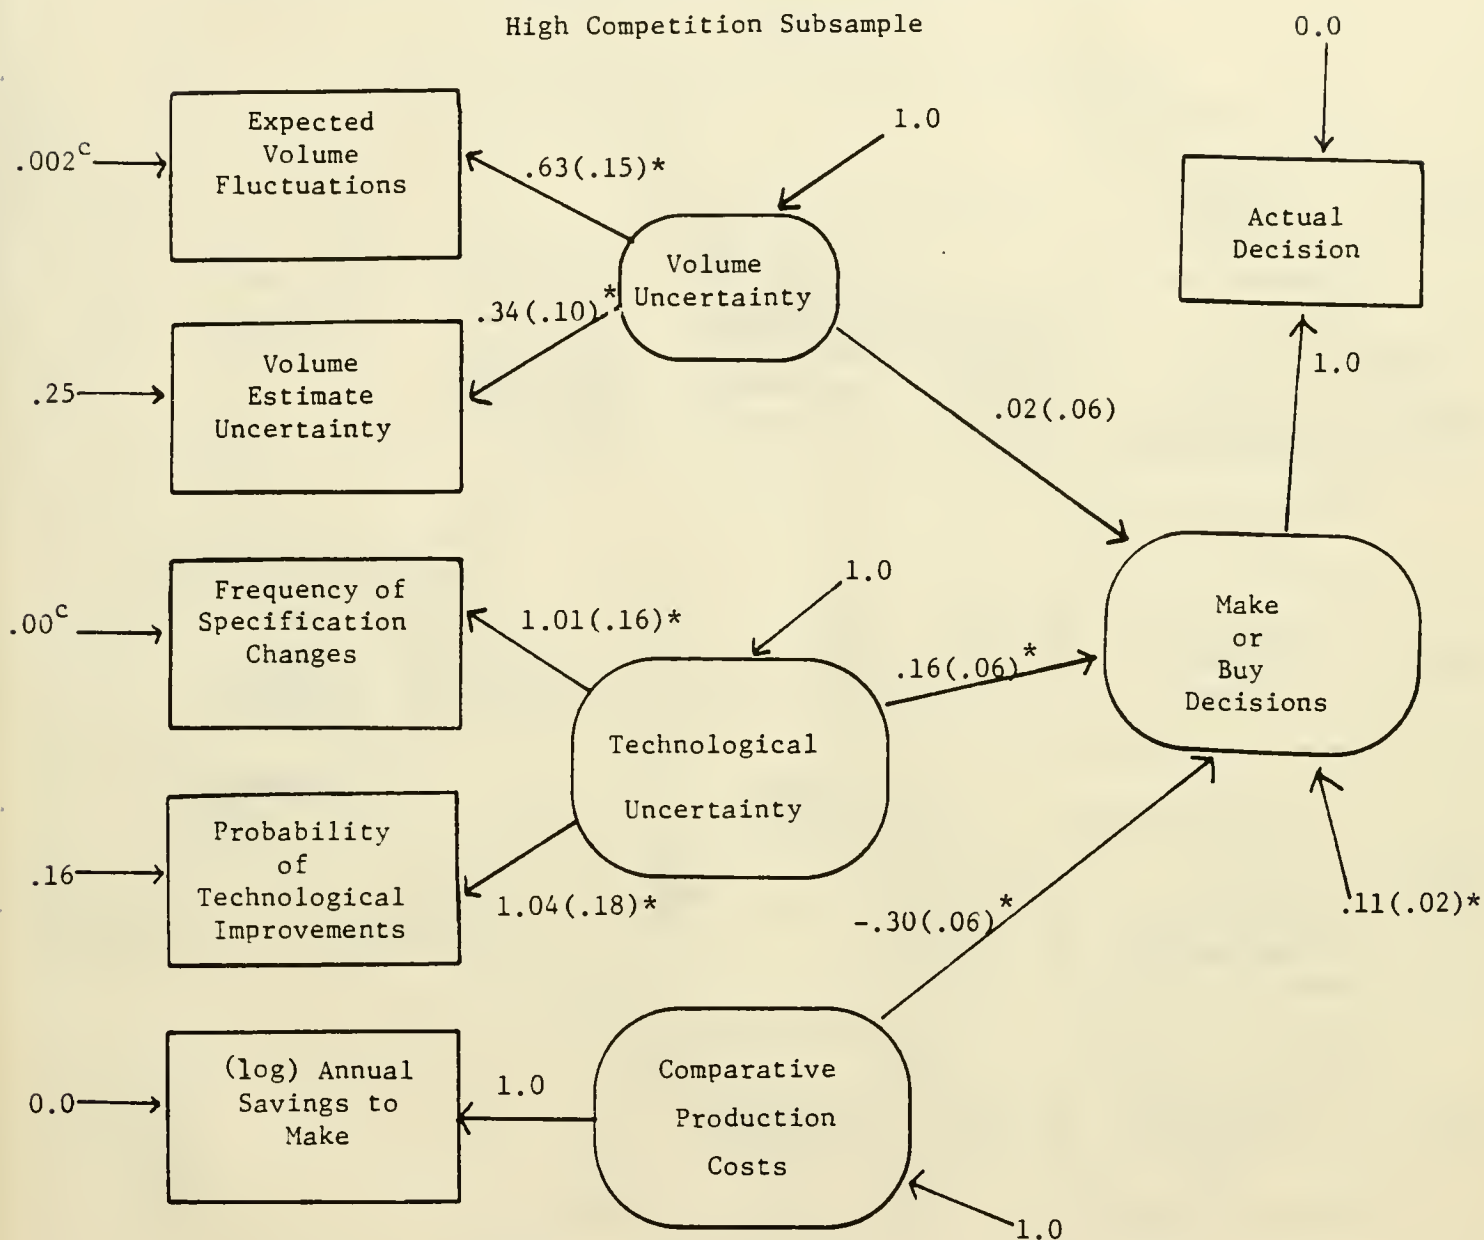 High Competition Subsample
0.0
Expected
Volume
Fluctuations
.002c
.63(.15)*
1.0
Volume
Uncertainty
Actual
Decision
.34(.10)*
Volume
Estimate
Uncertainty
.25
1.0
.02(.06)
Frequency of
Specification
Changes
.00c
1.01(.16)*
1.0
.16(.06)*
Make
or
Buy
Decisions
Technological
Uncertainty
Probability
of
Technological
Improvements
.16
1.04(.18)*
-.30(.06)*
.11(.02)*
(log) Annual
Savings to
Make
0.0
1.0
Comparative
Production
Costs
1.0